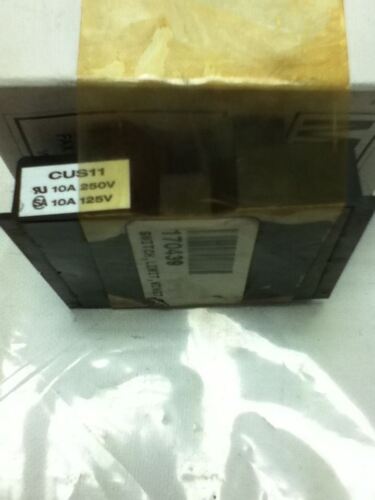 CUS11
10A 250V
10A 125V
170439
SWITCH, LIMIT,